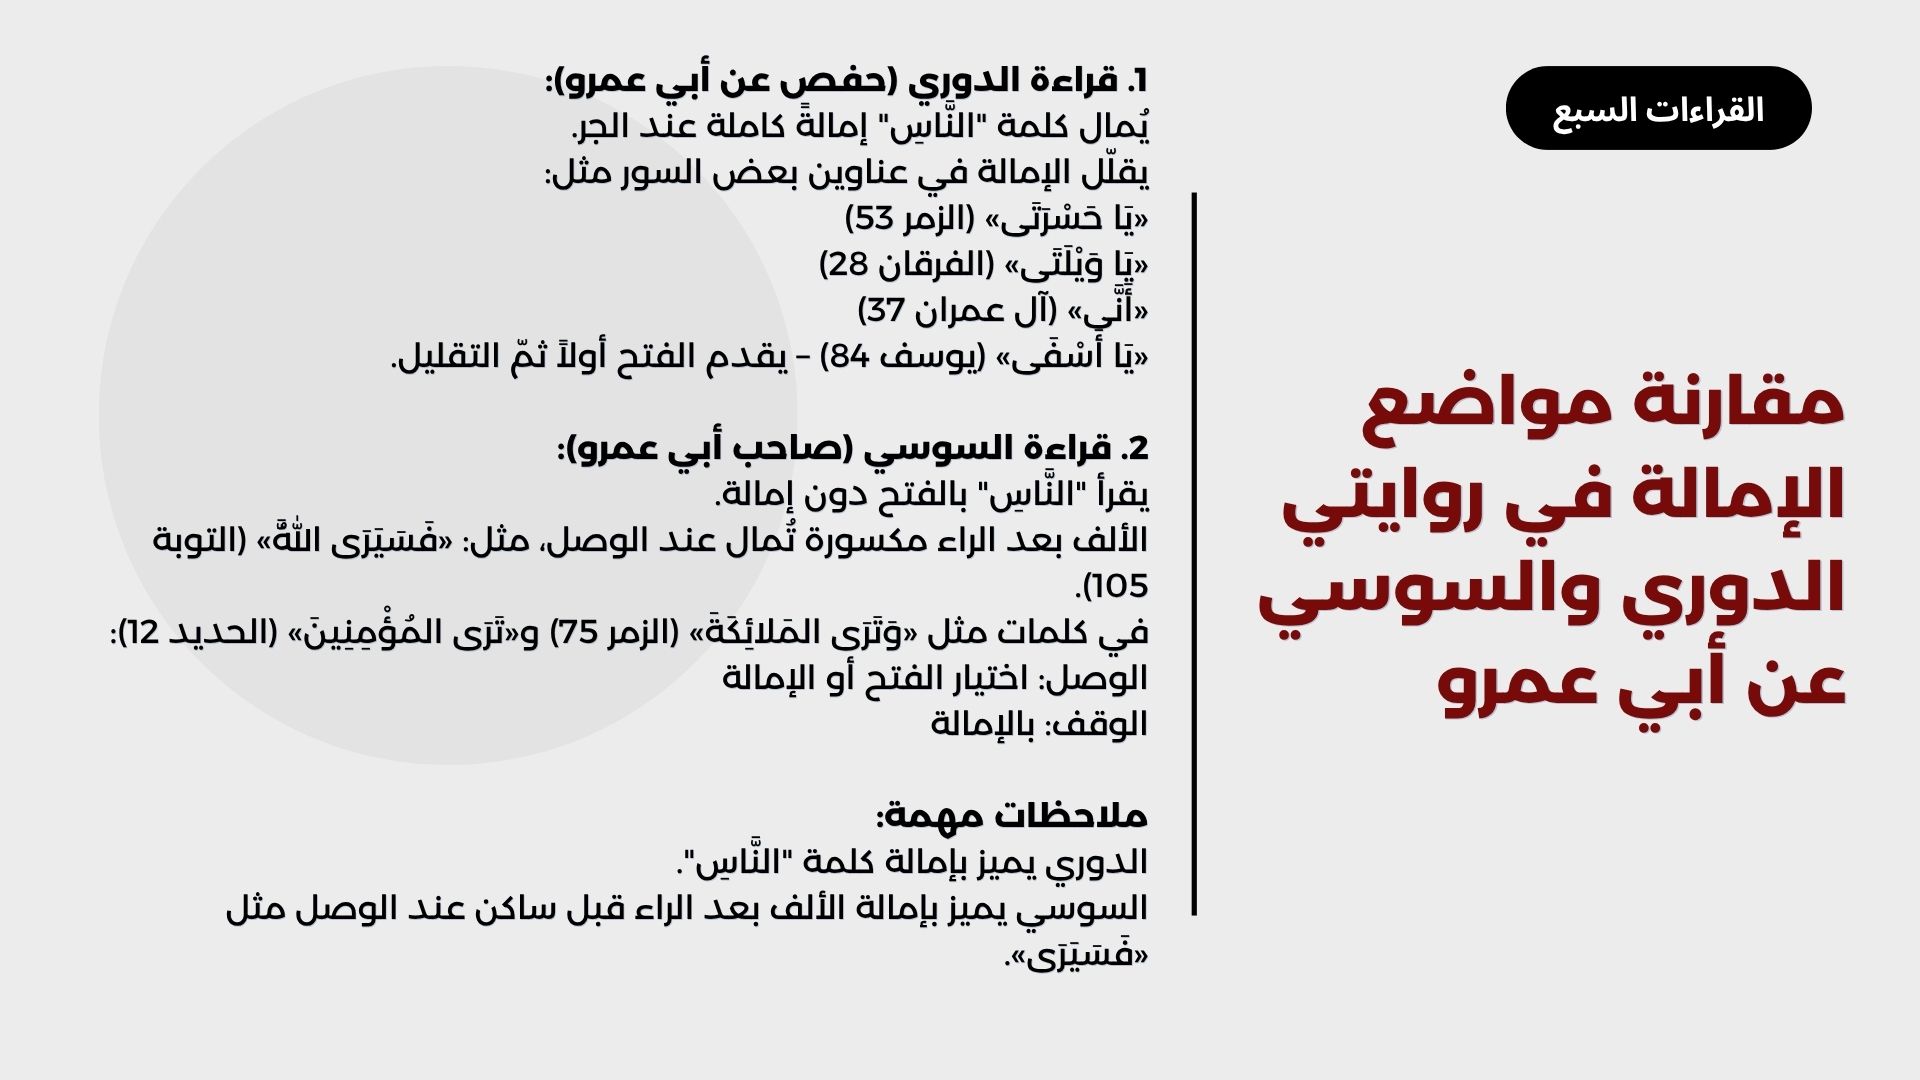 القراءات السبع
مقارنة مواضع
الإمالة في روايتي
الدوري والسوسي
عن أبي عمرو
1. قراءة الدوري (حفص عن أبي عمرو):
يُمال كلمة "النَّاسِ" إمالةً كاملة عند الجر.
يقلّل الإمالة في عناوين بعض السور مثل:
«يَا حَسْرَتَى» (الزمر 53)
«يَا وَيْلَتَى» (الفرقان 28)
«أَنَّى» (آل عمران 37)
«يَا أَسْفَى» (يوسف 84) – يقدم الفتح أولاً ثمّ التقليل.
2. قراءة السوسي (صاحب أبي عمرو):
يقرأ "النَّاسِ" بالفتح دون إمالة.
الألف بعد الراء مكسورة تُمال عند الوصل، مثل: «فَسَيَرَى اللَّهُ» (التوبة
105).
في كلمات مثل «وَتَرَى المَلائِكَةَ» (الزمر 75) و«تَرَى المُؤْمِنِينَ» (الحديد 12):
الوصل: اختيار الفتح أو الإمالة
الوقف: بالإمالة
ملاحظات مهمة:
الدوري يميز بإمالة كلمة "النَّاسِ".
السوسي يميز بإمالة الألف بعد الراء قبل ساكن عند الوصل مثل
«فَسَيَرَى».